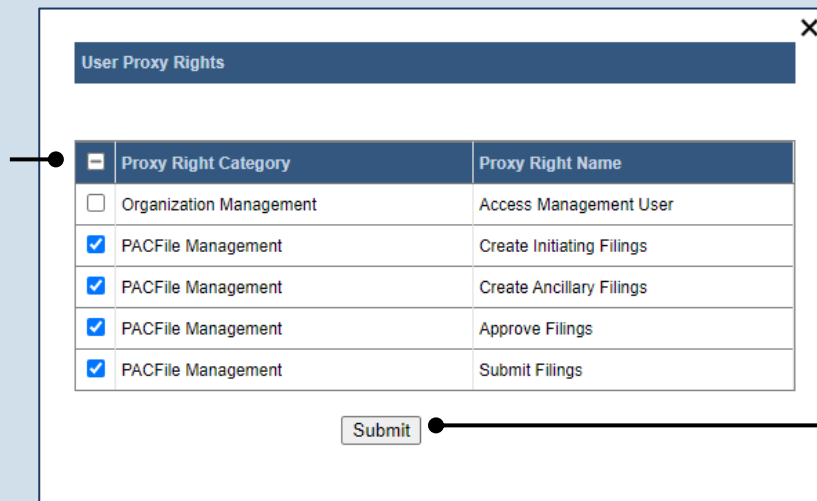 User Proxy Rights
Proxy Right Category Proxy Right Name
Organization Management Access Management User
PACFile Management Create Initiating Filings
PACFile Management Create Ancillary Filings
PACFile Management Approve Filings
PACFile Management Submit Filings
Submit